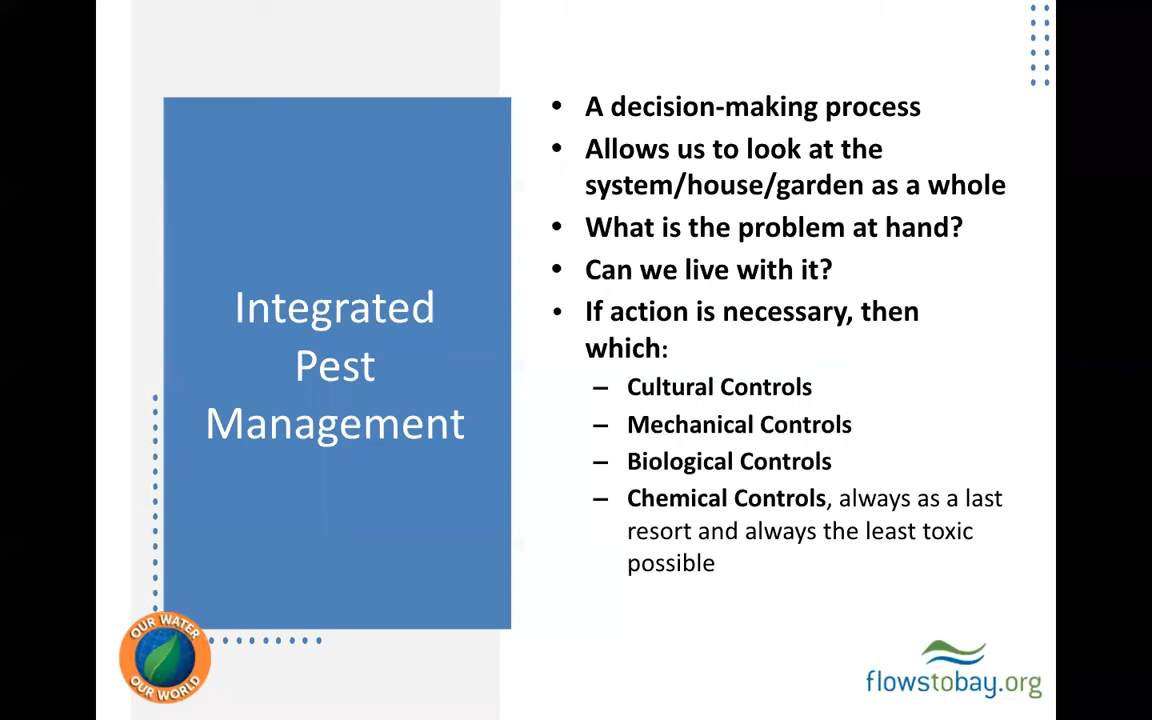 Integrated
Pest
Management
• A decision-making process
• Allows us to look at the
system/house/garden as a whole
• What is the problem at hand?
• Can we live with it?
• If action is necessary, then
which:
– Cultural Controls
– Mechanical Controls
– Biological Controls
– Chemical Controls, always as a last
resort and always the least toxic
possible
OUR WATER
OUR WORLD
flowstobay.org